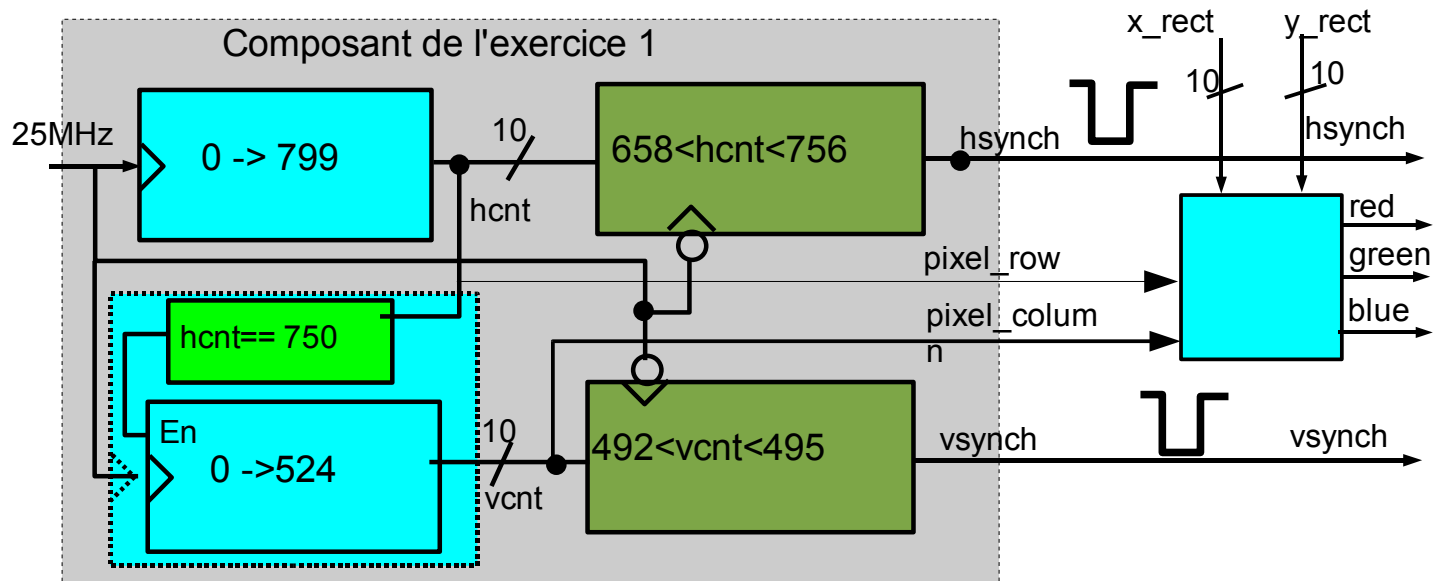 Composant de l'exercice 1
x_rect
y_rect
25MHz
0 -> 799
10
hcnt
658<hcnt<756
hsynch
10
10
hsynch
red
green
blue
pixel_row
pixel_colum
n
hcnt== 750
En
0 ->524
10
vcnt
492<vcnt<495
vsynch
vsynch